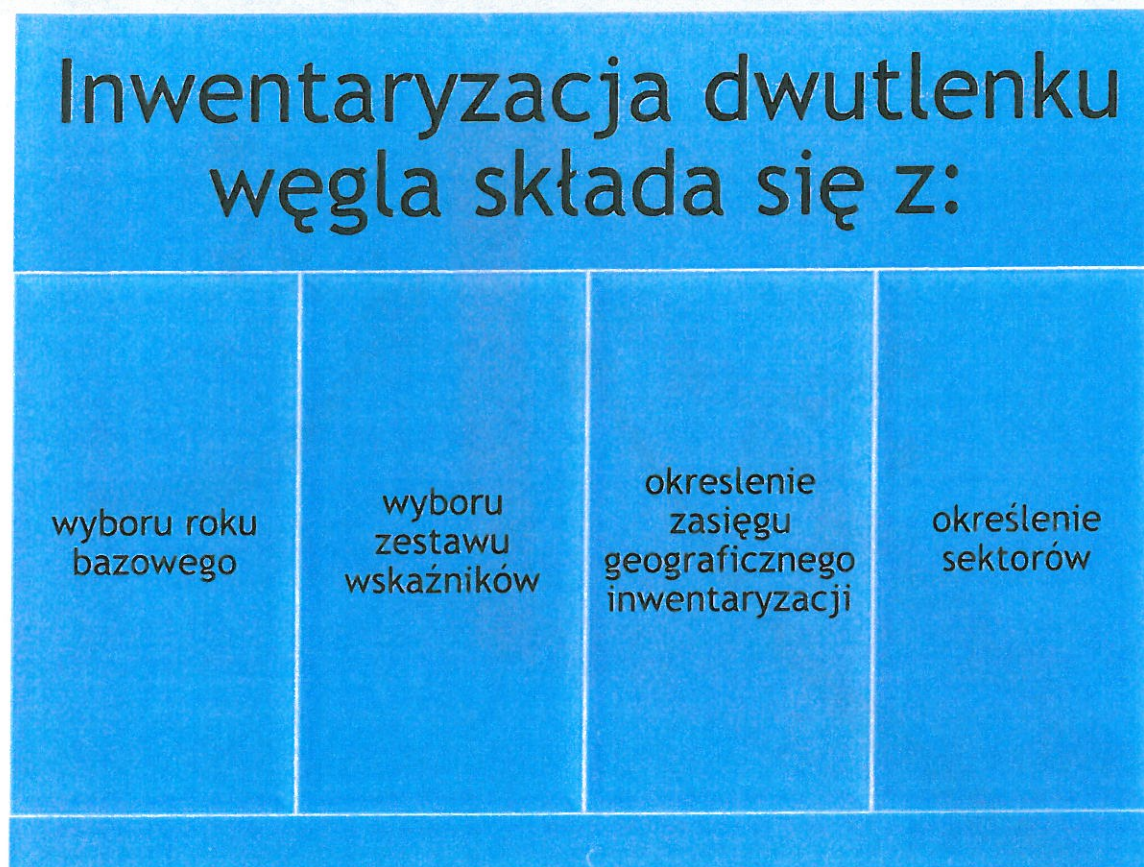 Inwentaryzacja dwutlenku
węgla składa się z:
wyboru roku
bazowego
wyboru
zestawu
wskaźników
okreslenie
zasięgu
geograficznego
inwentaryzacji
określenie
sektorów